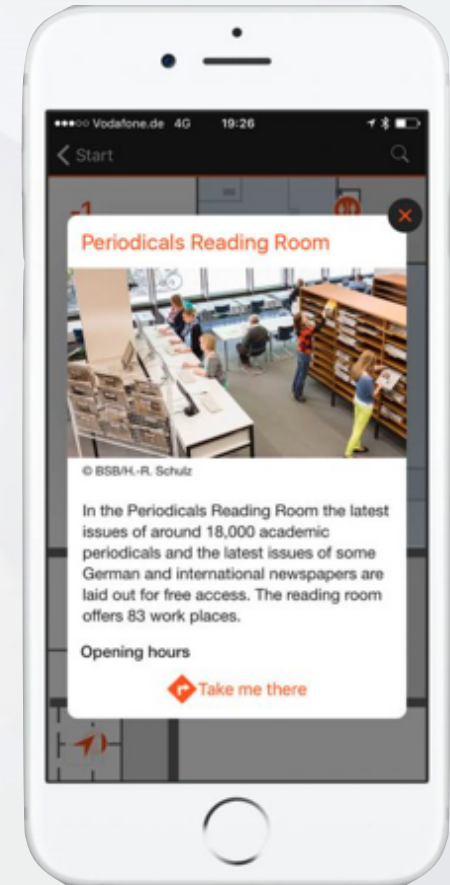 Vodafone.de 4G 19:26
Start
-1
Periodicals Reading Room
© BSB/H.-R. Schulz
In the Periodicals Reading Room the latest
issues of around 18,000 academic
periodicals and the latest issues of some
German and international newspapers are
laid out for free access. The reading room
offers 83 work places.
Opening hours
Take me there